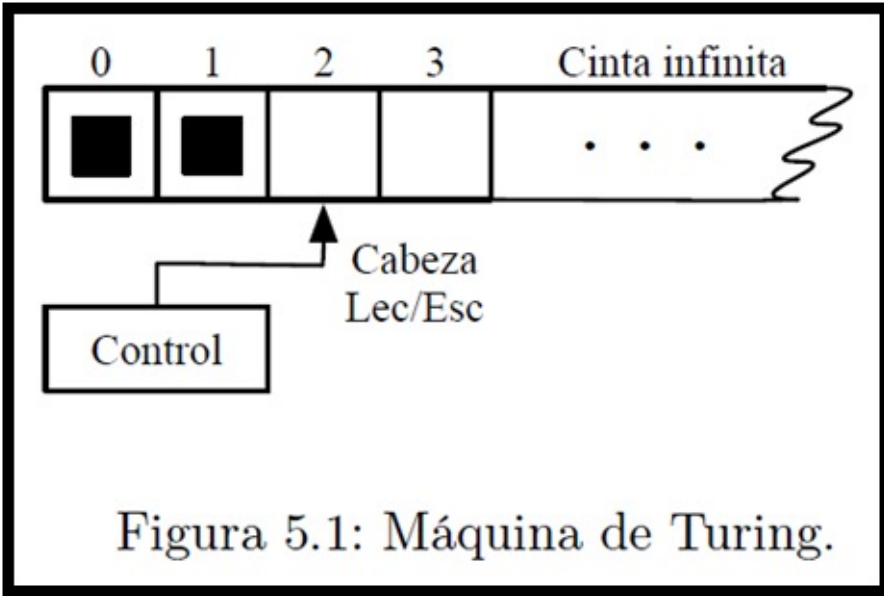 0 1 2 3 Cinta infinita
. . .
Cabeza
Lec/Esc
Control
Figura 5.1: Máquina de Turing.